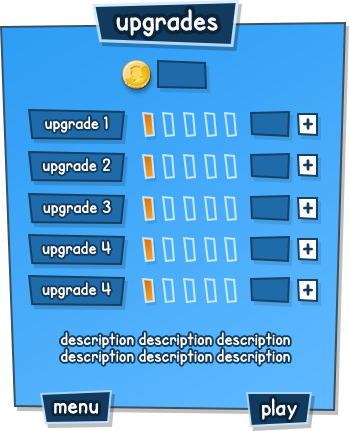 upgrades
upgrade 1
+
upgrade 2
+
upgrade 3
+
upgrade 4
+
upgrade 4
+
description description description
description description description
menu
play